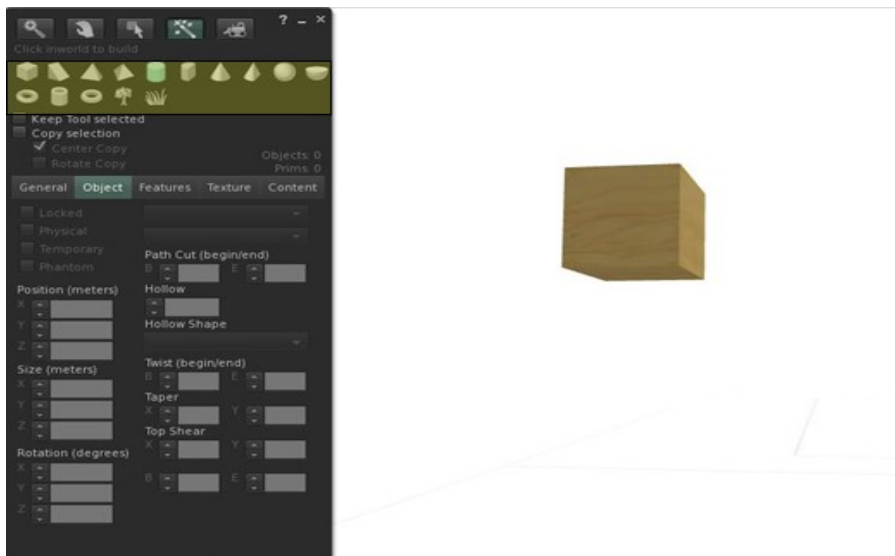 ? _ ×
Click inworld to build
Keep Tool selected
Copy selection
Center Copy
Rotate Copy
Objects: 0
Prims: 0
General Object Features Texture Content
Locked
Physical
Temporary
Phantom
Position (meters)
X
Y
Z
Size (meters)
X
Y
Z
Rotation (degrees)
X
Y
Z
Path Cut (begin/end)
B E
Hollow
Hollow Shape
Twist (begin/end)
B E
Taper
X Y
Top Shear
X Y
B E